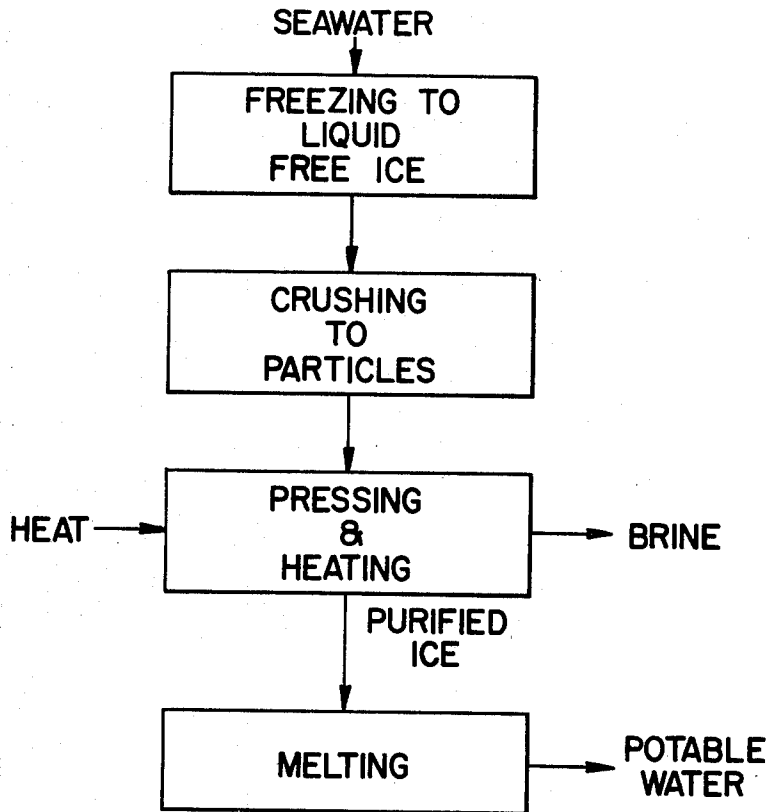 SEAWATER
FREEZING TO
LIQUID
FREE ICE
CRUSHING
TO
PARTICLES
HEAT
PRESSING
&
HEATING
BRINE
PURIFIED
ICE
MELTING
POTABLE
WATER